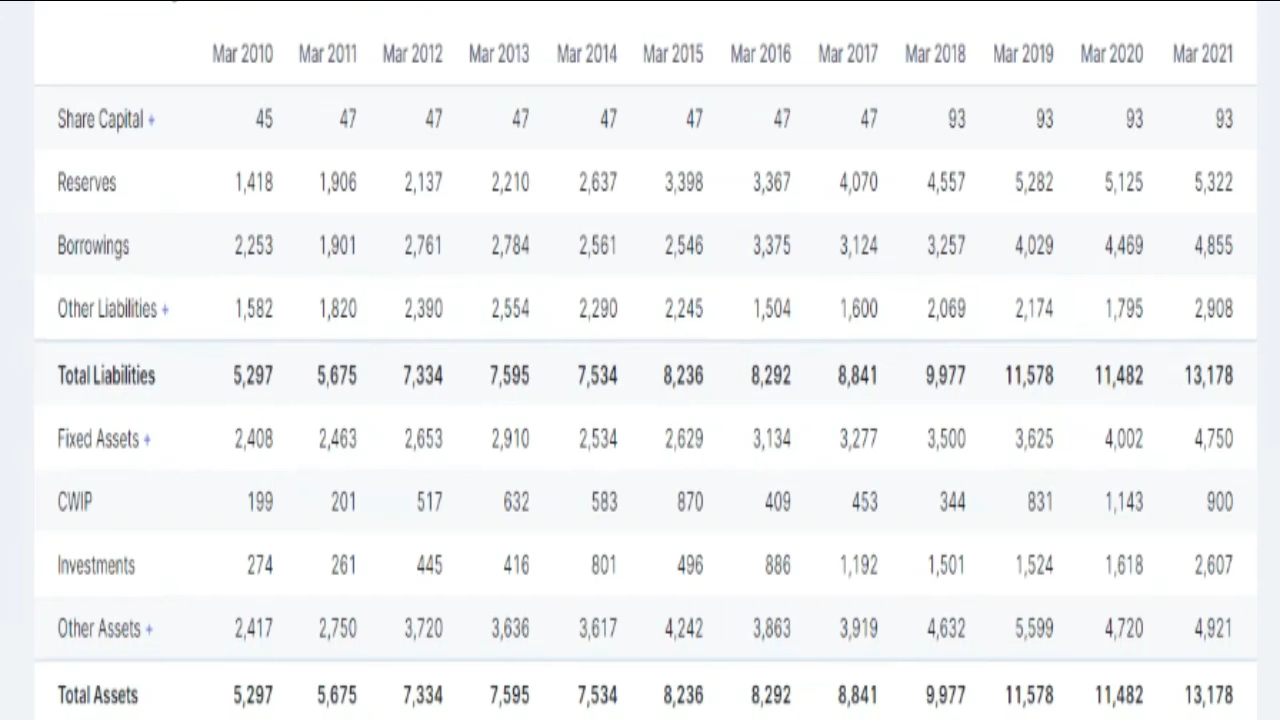 Mar 2010 Mar 2011 Mar 2012 Mar 2013 Mar 2014 Mar 2015 Mar 2016 Mar 2017 Mar 2018 Mar 2019 Mar 2020 Mar 2021
Share Capital + 45 47 47 47 47 47 47 47 93 93 93 93
Reserves 1,418 1,906 2,137 2,210 2,637 3,398 3,367 4,070 4,557 5,282 5,125 5,322
Borrowings 2,253 1,901 2,761 2,784 2,561 2,546 3,375 3,124 3,257 4,029 4,469 4,855
Other Liabilities + 1,582 1,820 2,390 2,554 2,290 2,245 1,504 1,600 2,069 2,174 1,795 2,908
Total Liabilities 5,297 5,675 7,334 7,595 7,534 8,236 8,292 8,841 9,977 11,578 11,482 13,178
Fixed Assets + 2,408 2,463 2,653 2,910 2,534 2,629 3,134 3,277 3,500 3,625 4,002 4,750
CWIP 199 201 517 632 583 870 409 453 344 831 1,143 900
Investments 274 261 445 416 801 496 886 1,192 1,501 1,524 1,618 2,607
Other Assets + 2,417 2,750 3,720 3,636 3,617 4,242 3,863 3,919 4,632 5,599 4,720 4,921
Total Assets 5,297 5,675 7,334 7,595 7,534 8,236 8,292 8,841 9,977 11,578 11,482 13,178